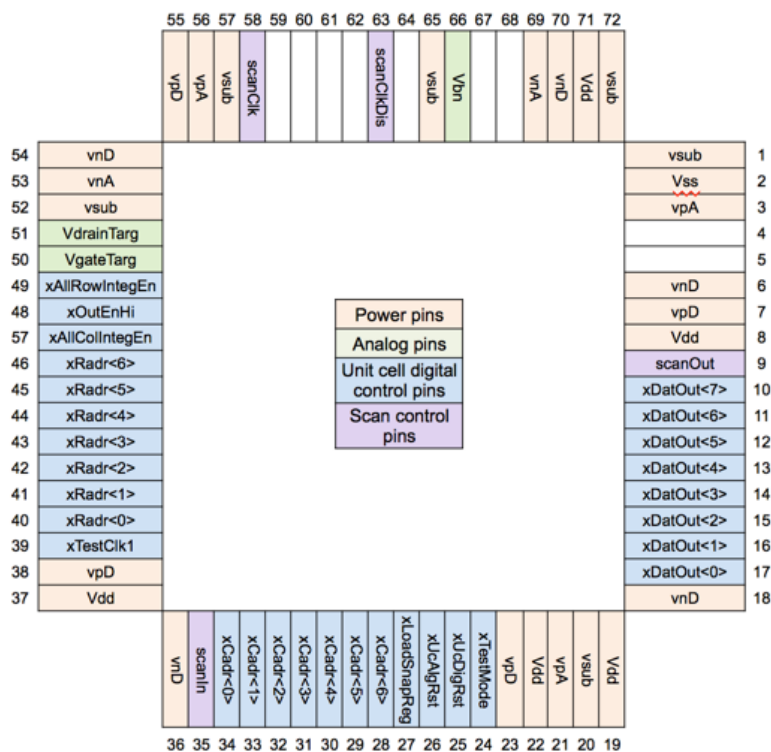 55 56 57 58 59 60 61 62 63 64 65 66 67 68 69 70 71 72
vpD
vpA
vsub
scanClk
scanClkDis
vsub
Vbn
vnA
vnD
Vdd
vsub
54 vnD
53 vnA
52 vsub
51 VdrainTarg
50 VgateTarg
49 xAllRowIntegEn
48 xOutEnHi
57 xAllColIntegEn
46 xRadr<6>
45 xRadr<5>
44 xRadr<4>
43 xRadr<3>
42 xRadr<2>
41 xRadr<1>
40 xRadr<0>
39 xTestClk1
38 vpD
37 Vdd
Power pins
Analog pins
Unit cell digital
control pins
Scan control
pins
vsub 1
Vss 2
vpA 3
4
5
vnD 6
vpD 7
Vdd 8
scanOut 9
xDatOut<7> 10
xDatOut<6> 11
xDatOut<5> 12
xDatOut<4> 13
xDatOut<3> 14
xDatOut<2> 15
xDatOut<1> 16
xDatOut<0> 17
vnD 18
vnD
scanIn
xCadr<0>
xCadr<1>
xCadr<2>
xCadr<3>
xCadr<4>
xCadr<5>
xCadr<6>
xLoadSnapReg
xUcAlgRst
xUcDigRst
xTestMode
vpD
Vdd
vpA
vsub
Vdd
36 35 34 33 32 31 30 29 28 27 26 25 24 23 22 21 20 19